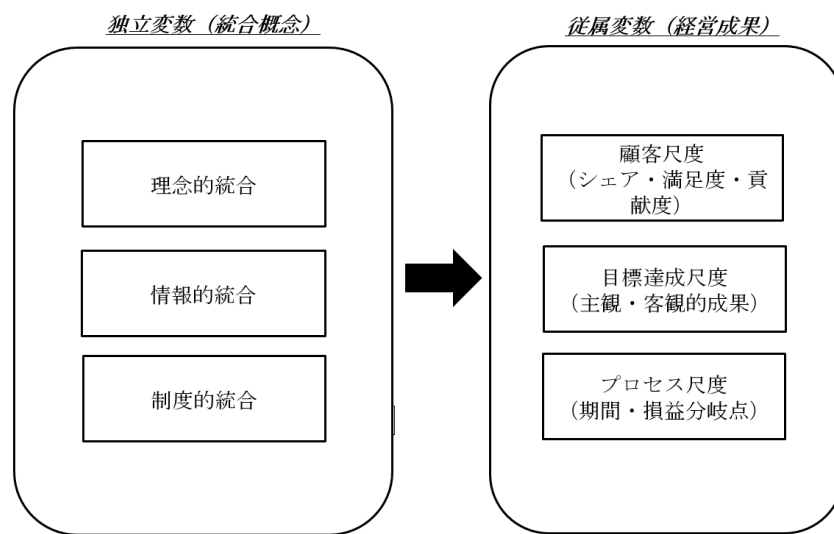 独立変数（統合概念）
理念的統合
情報的統合
制度的統合
従属変数（経営成果）
顧客尺度
（シェア・満足度・貢
献度）
目標達成尺度
（主観・客観的成果）
プロセス尺度
（期間・損益分岐点）